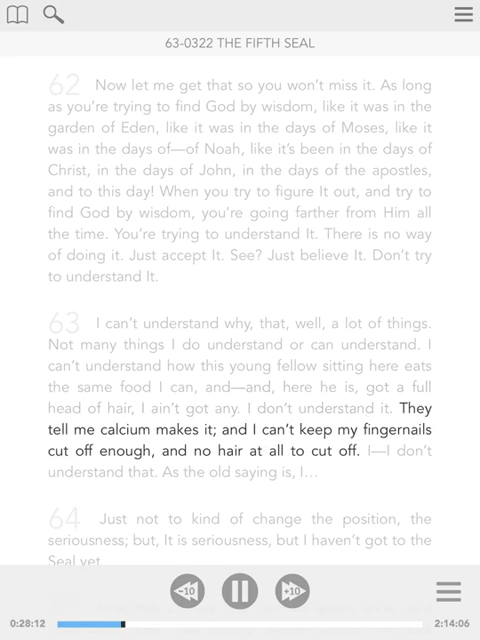 63-0322 THE FIFTH SEAL
62 Now let me get that so you won't miss it. As long
as you're trying to find God by wisdom, like it was in the
garden of Eden, like it was in the days of Moses, like it
was in the days of—of Noah, like it's been in the days of
Christ, in the days of John, in the days of the apostles,
and to this day! When you try to figure It out, and try to
find God by wisdom, you're going farther from Him all
the time. You're trying to understand It. There is no way
of doing it. Just accept It. See? Just believe It. Don't try
to understand It.
63 I can't understand why, that, well, a lot of things.
Not many things I do understand or can understand. I
can't understand how this young fellow sitting here eats
the same food I can, and—and, here he is, got a full
head of hair, I ain't got any. I don't understand it. They
tell me calcium makes it; and I can't keep my fingernails
cut off enough, and no hair at all to cut off. I—I don't
understand that. As the old saying is, I…
64 Just not to kind of change the position, the
seriousness; but, It is seriousness, but I haven't got to the
Seal yet
-10
+10
0:28:12
2:14:06